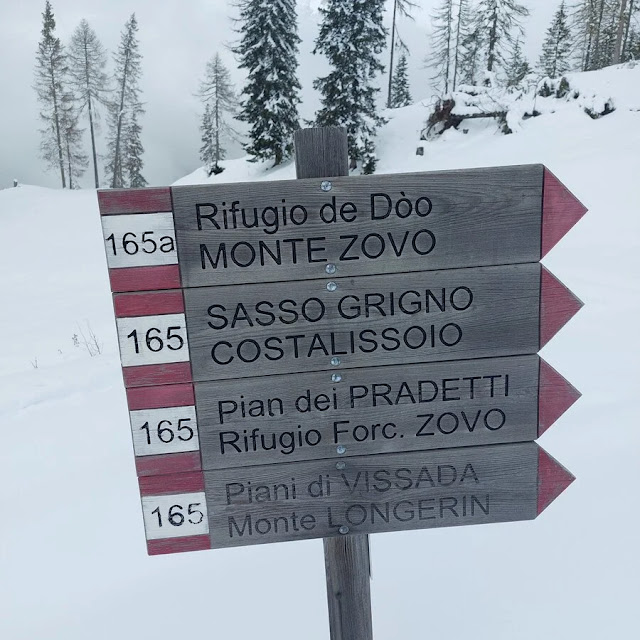 165a
Rifugio de Dòo
MONTE ZOVO
165
SASSO GRIGNO
COSTALISSOIO
165
Pian dei PRADETTI
Rifugio Forc. ZOVO
165
Piani di VISSADA
Monte LONGERIN